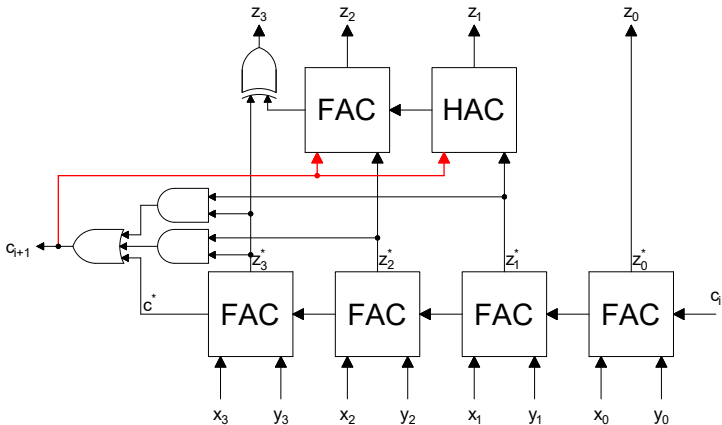 z₃ z₂ z₁ z₀
FAC HAC
cᵢ₊₁
z₃* z₂* z₁* z₀*
c*
cᵢ
FAC FAC FAC FAC
x₃ y₃ x₂ y₂ x₁ y₁ x₀ y₀